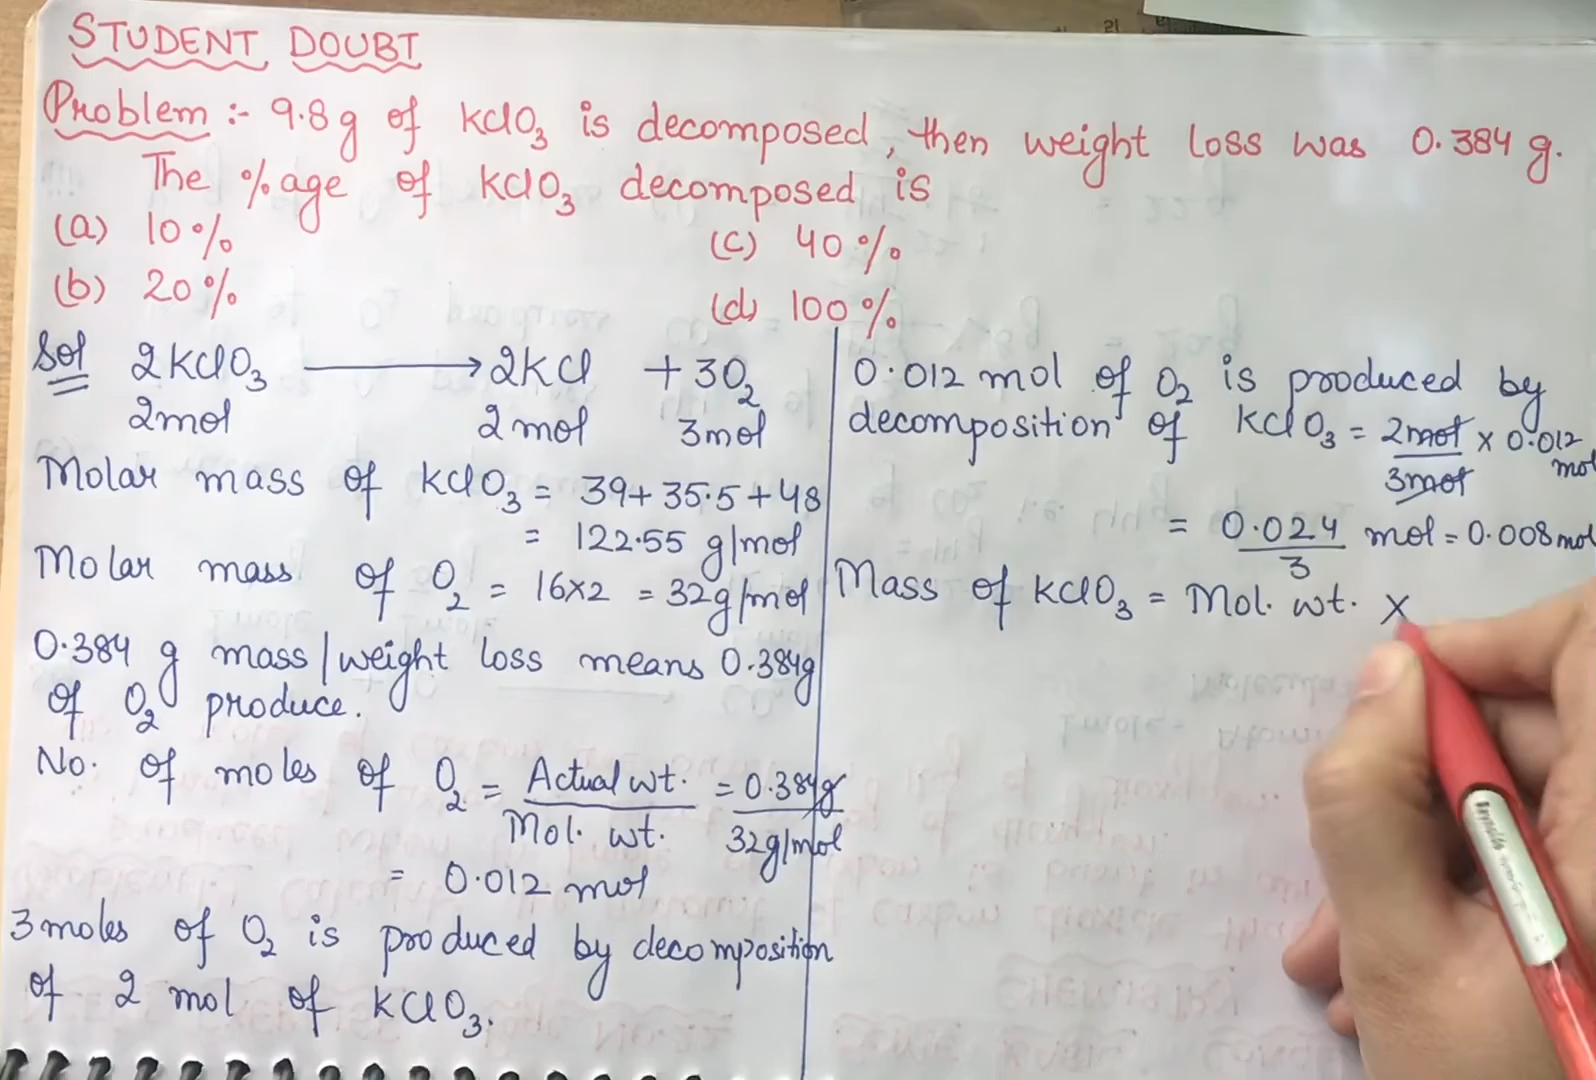 STUDENT DOUBT
Problem :- 9.8 g of KClO₃ is decomposed, then weight loss was 0.384 g.
The %age of KClO₃ decomposed is
(a) 10%
(b) 20%
(c) 40%
(d) 100%
Sol 2KClO₃ ⟶ 2KCl + 3O₂
2mol 2 mol 3mol
Molar mass of KClO₃ = 39+35.5+48
= 122.55 g/mol
Molar mass of O₂ = 16×2 = 32g/mol
0.384 g mass/weight loss means 0.384g
of O₂ produce.
No. of moles of O₂ = Actual wt. = 0.384g
Mol. wt. 32g/mol
= 0.012 mol
3 moles of O₂ is produced by decomposition
of 2 mol of KClO₃.
0.012 mol of O₂ is produced by
decomposition of KClO₃ = 2mol × 0.012
3mol mol
= 0.024 mol = 0.008 mol
3
Mass of KClO₃ = Mol. wt. ×